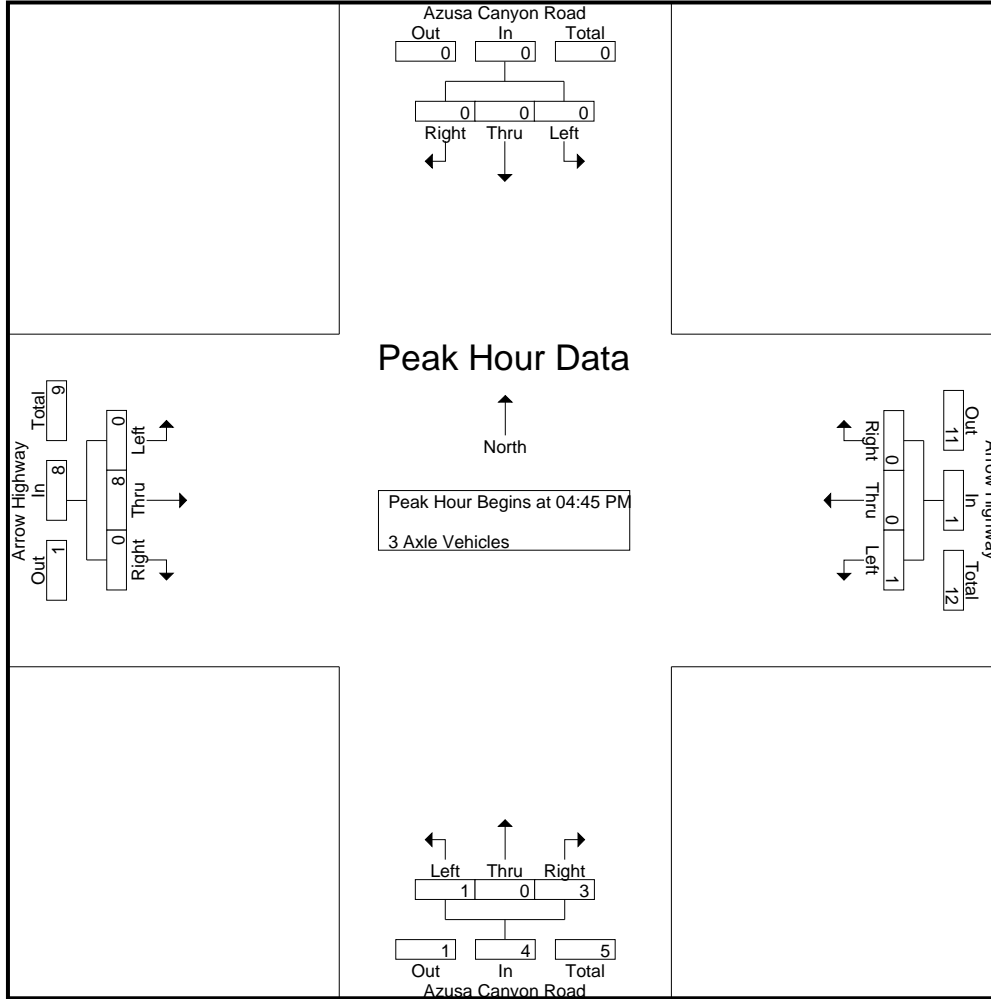 Azusa Canyon Road
Out In Total
0 0 0
0 0 0
Right Thru Left
Peak Hour Data
North
Peak Hour Begins at 04:45 PM
3 Axle Vehicles
Arrow Highway
Out In Total
1 8 9
Left Thru Right
0 8 0
Arrow Highway
Out In Total
11 1 12
Right Thru Left
0 0 1
Left Thru Right
1 0 3
1 4 5
Out In Total
Azusa Canyon Road